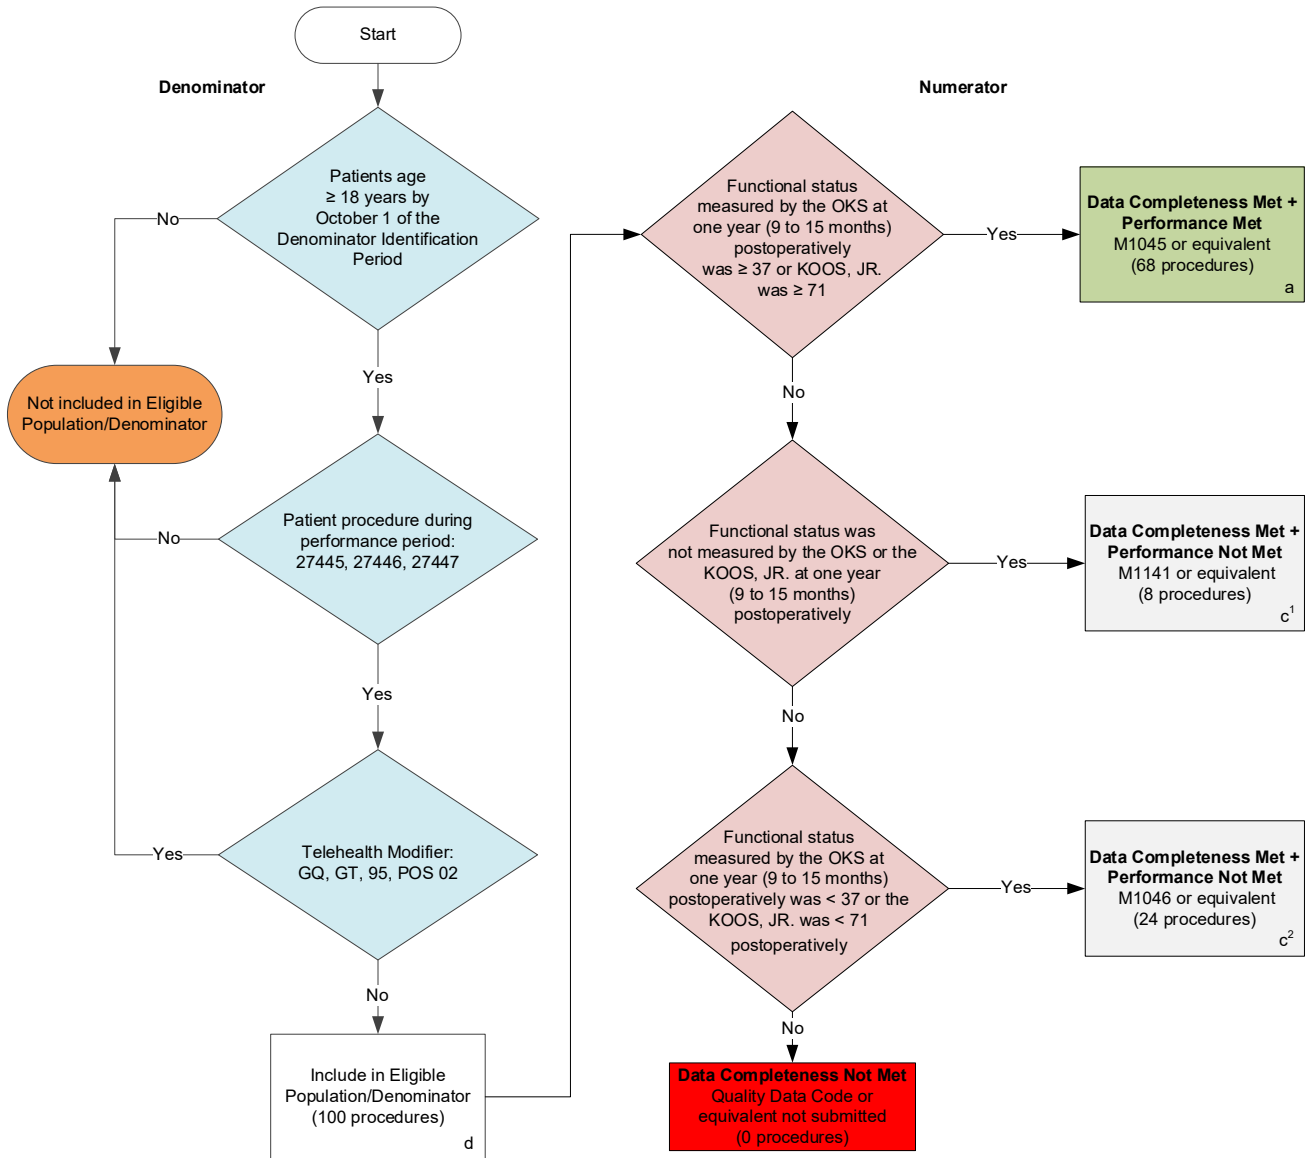 Start
Denominator
Patients age
≥ 18 years by
October 1 of the
Denominator Identification
Period
No
Yes
Not included in Eligible
Population/Denominator
Patient procedure during
performance period:
27445, 27446, 27447
No
Yes
Telehealth Modifier:
GQ, GT, 95, POS 02
Yes
No
Include in Eligible
Population/Denominator
(100 procedures)
d
Numerator
Functional status
measured by the OKS at
one year (9 to 15 months)
postoperatively
was ≥ 37 or KOOS, JR.
was ≥ 71
Yes
Data Completeness Met +
Performance Met
M1045 or equivalent
(68 procedures)
a
No
Functional status was
not measured by the OKS or the
KOOS, JR. at one year
(9 to 15 months)
postoperatively
Yes
Data Completeness Met +
Performance Not Met
M1141 or equivalent
(8 procedures)
c1
No
Functional status
measured by the OKS at
one year (9 to 15 months)
postoperatively was < 37 or the
KOOS, JR. was < 71
postoperatively
Yes
Data Completeness Met +
Performance Not Met
M1046 or equivalent
(24 procedures)
c2
No
Data Completeness Not Met
Quality Data Code or
equivalent not submitted
(0 procedures)